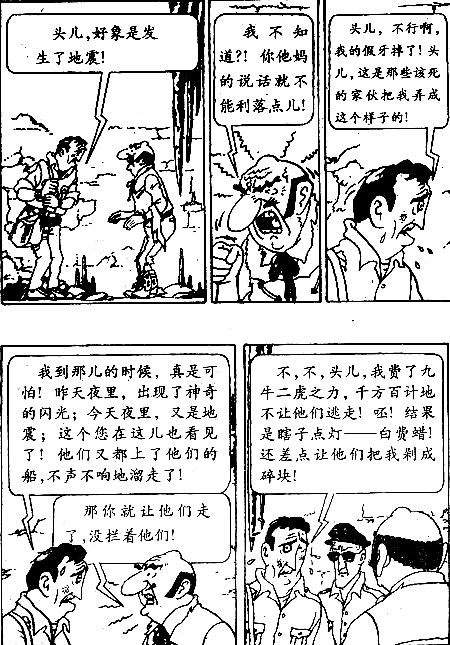 头儿,好象是发
生了地震!
我不知
道?!你他妈
的说话就不
能利落点儿!
头儿,不行啊,
我的假牙掉了!头
儿,这是那些该死
的家伙把我弄成
这个样子的!
我到那儿的时候,真是可
怕!昨天夜里,出现了神奇
的闪光;今天夜里,又是地
震;这个您在这儿也看见
了!他们又都上了他们的
船,不声不响地溜走了!
那你就让他们走
了,没拦着他们!
不,不,头儿,我费了九
牛二虎之力,千方百计地
不让他们逃走!呸!结果
是瞎子点灯——白赀蜡!
还差点让他们把我剁成
碎块!